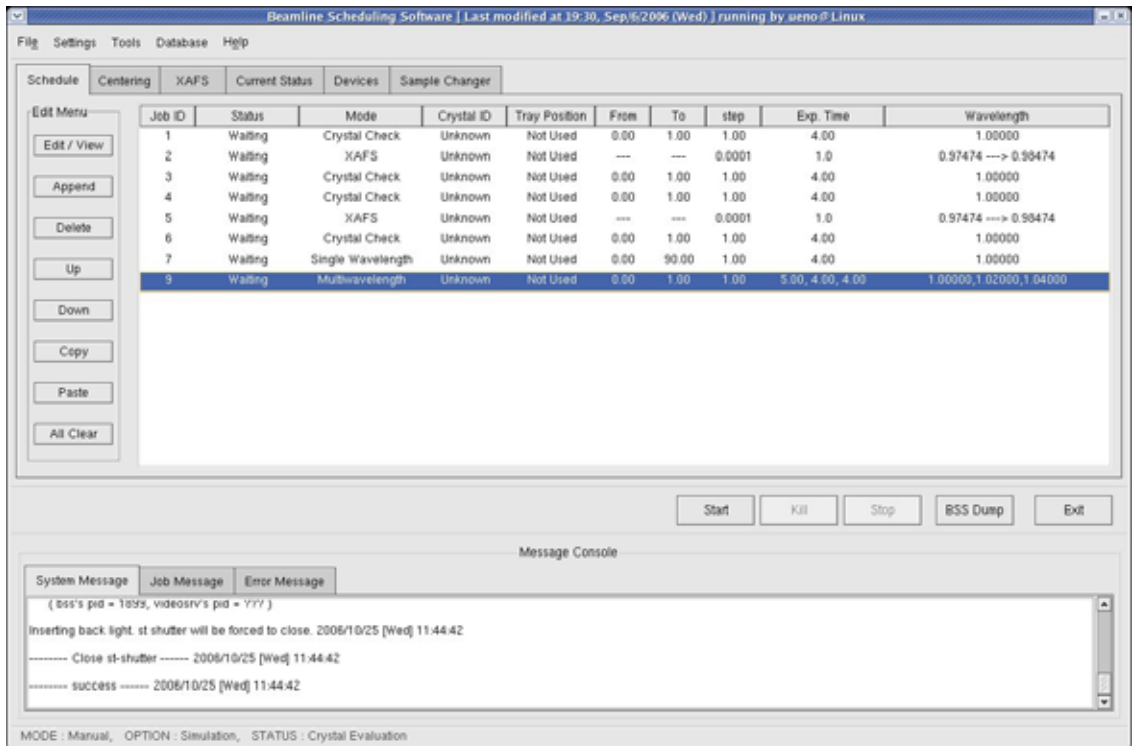 Beamline Scheduling Software [ Last modified at 19:30, Sep/6/2006 (Wed) ] running by ueno@Linux
File Settings Tools Database Help
Schedule Centering XAFS Current Status Devices Sample Changer
Edit Menu
Edit / View
Append
Delete
Up
Down
Copy
Paste
All Clear
Job ID Status Mode Crystal ID Tray Position From To step Exp. Time Wavelength
1 Waiting Crystal Check Unknown Not Used 0.00 1.00 1.00 4.00 1.00000
2 Waiting XAFS Unknown Not Used --- --- 0.0001 1.0 0.97474 ---> 0.98474
3 Waiting Crystal Check Unknown Not Used 0.00 1.00 1.00 4.00 1.00000
4 Waiting Crystal Check Unknown Not Used 0.00 1.00 1.00 4.00 1.00000
5 Waiting XAFS Unknown Not Used --- --- 0.0001 1.0 0.97474 ---> 0.98474
6 Waiting Crystal Check Unknown Not Used 0.00 1.00 1.00 4.00 1.00000
7 Waiting Single Wavelength Unknown Not Used 0.00 90.00 1.00 4.00 1.00000
9 Waiting Multiwavelength Unknown Not Used 0.00 1.00 1.00 5.00, 4.00, 4.00 1.00000,1.02000,1.04000
Start Kill Stop BSS Dump Exit
Message Console
System Message Job Message Error Message
( bss's pid = 1899, videosrv's pid = ??? )
Inserting back light. st shutter will be forced to close. 2006/10/25 [Wed] 11:44:42
--------- Close st-shutter ------- 2006/10/25 [Wed] 11:44:42
--------- success ------- 2006/10/25 [Wed] 11:44:42
MODE : Manual, OPTION : Simulation, STATUS : Crystal Evaluation